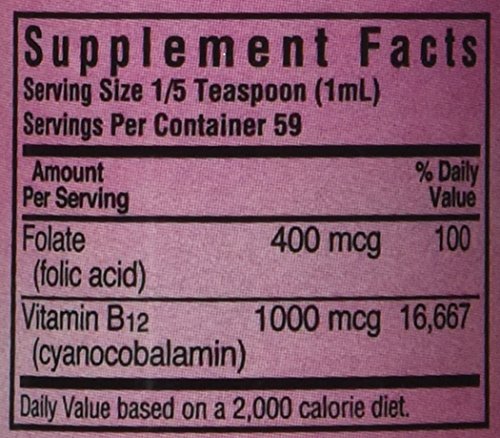 Supplement Facts
Serving Size 1/5 Teaspoon (1mL)
Servings Per Container 59
Amount % Daily
Per Serving Value
Folate 400 mcg 100
(folic acid)
Vitamin B12 1000 mcg 16,667
(cyanocobalamin)
Daily Value based on a 2,000 calorie diet.